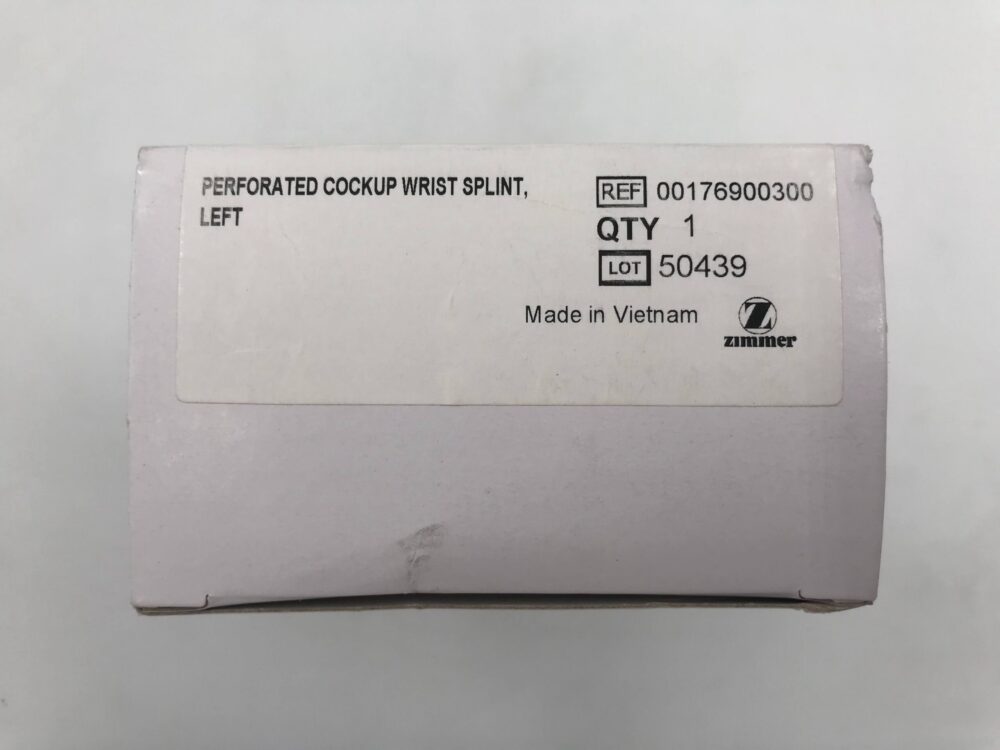 PERFORATED COCKUP WRIST SPLINT,
LEFT
REF 00176900300
QTY 1
LOT 50439
Made in Vietnam
Z
zimmer